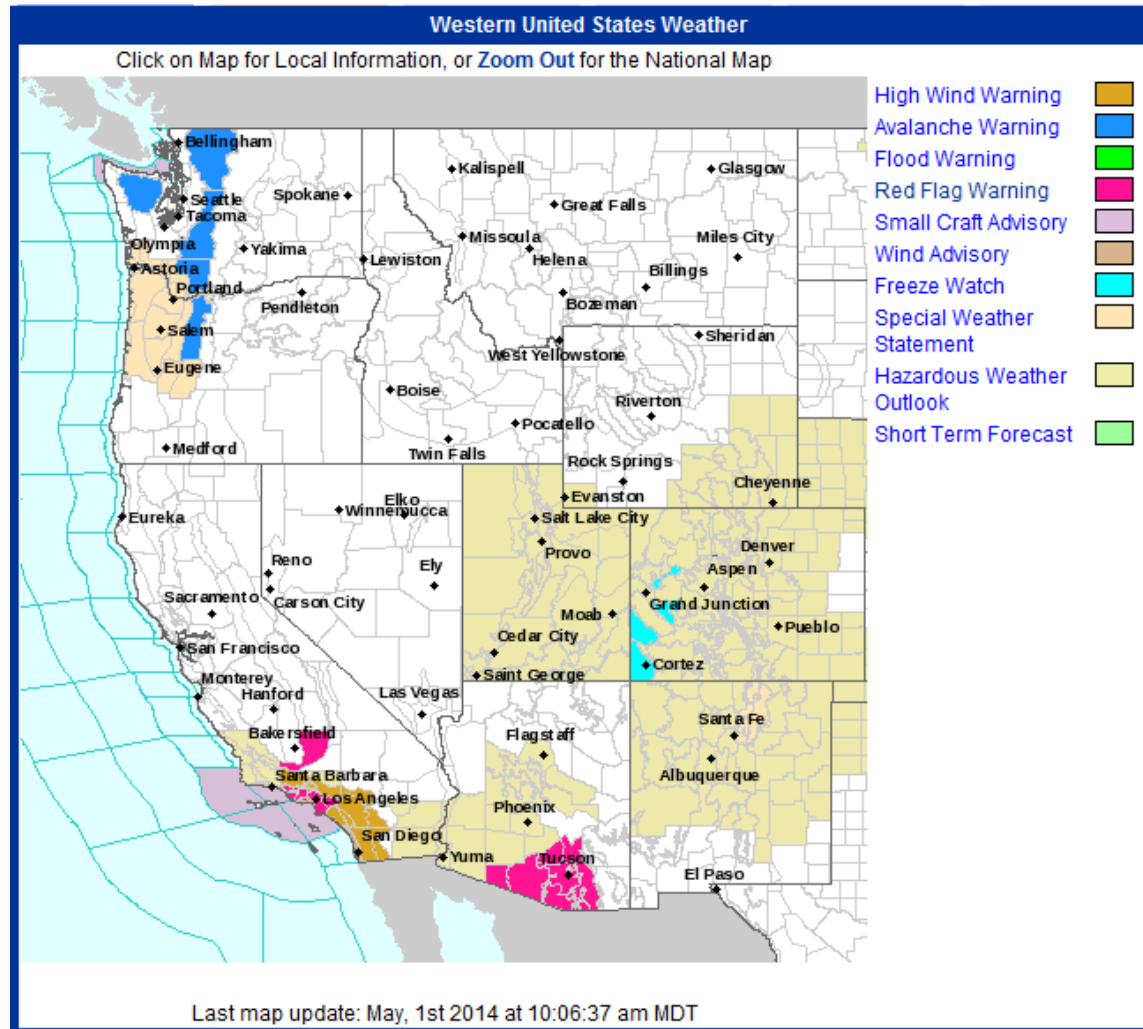 Western United States Weather
Click on Map for Local Information, or Zoom Out for the National Map
High Wind Warning
Avalanche Warning
Flood Warning
Red Flag Warning
Small Craft Advisory
Wind Advisory
Freeze Watch
Special Weather
Statement
Hazardous Weather
Outlook
Short Term Forecast
Bellingham
Kalispell
Glasgow
Seattle
Spokane
Great Falls
Tacoma
Olympia
Yakima
Missoula
Miles City
Helena
Lewiston
Astoria
Billings
Portland
Pendleton
Bozeman
Salem
Sheridan
West Yellowstone
Eugene
Boise
Riverton
Pocatello
Medford
Twin Falls
Rock Springs
Cheyenne
Evanston
Elko
Winnemucca
Eureka
Salt Lake City
Provo
Denver
Reno
Ely
Aspen
Sacramento
Carson City
Grand Junction
Moab
Pueblo
Cedar City
San Francisco
Cortez
Saint George
Monterey
Hanford
Las Vegas
Santa Fe
Bakersfield
Flagstaff
Albuquerque
Santa Barbara
Los Angeles
Phoenix
San Diego
Yuma
Tucson
El Paso
Last map update: May, 1st 2014 at 10:06:37 am MDT